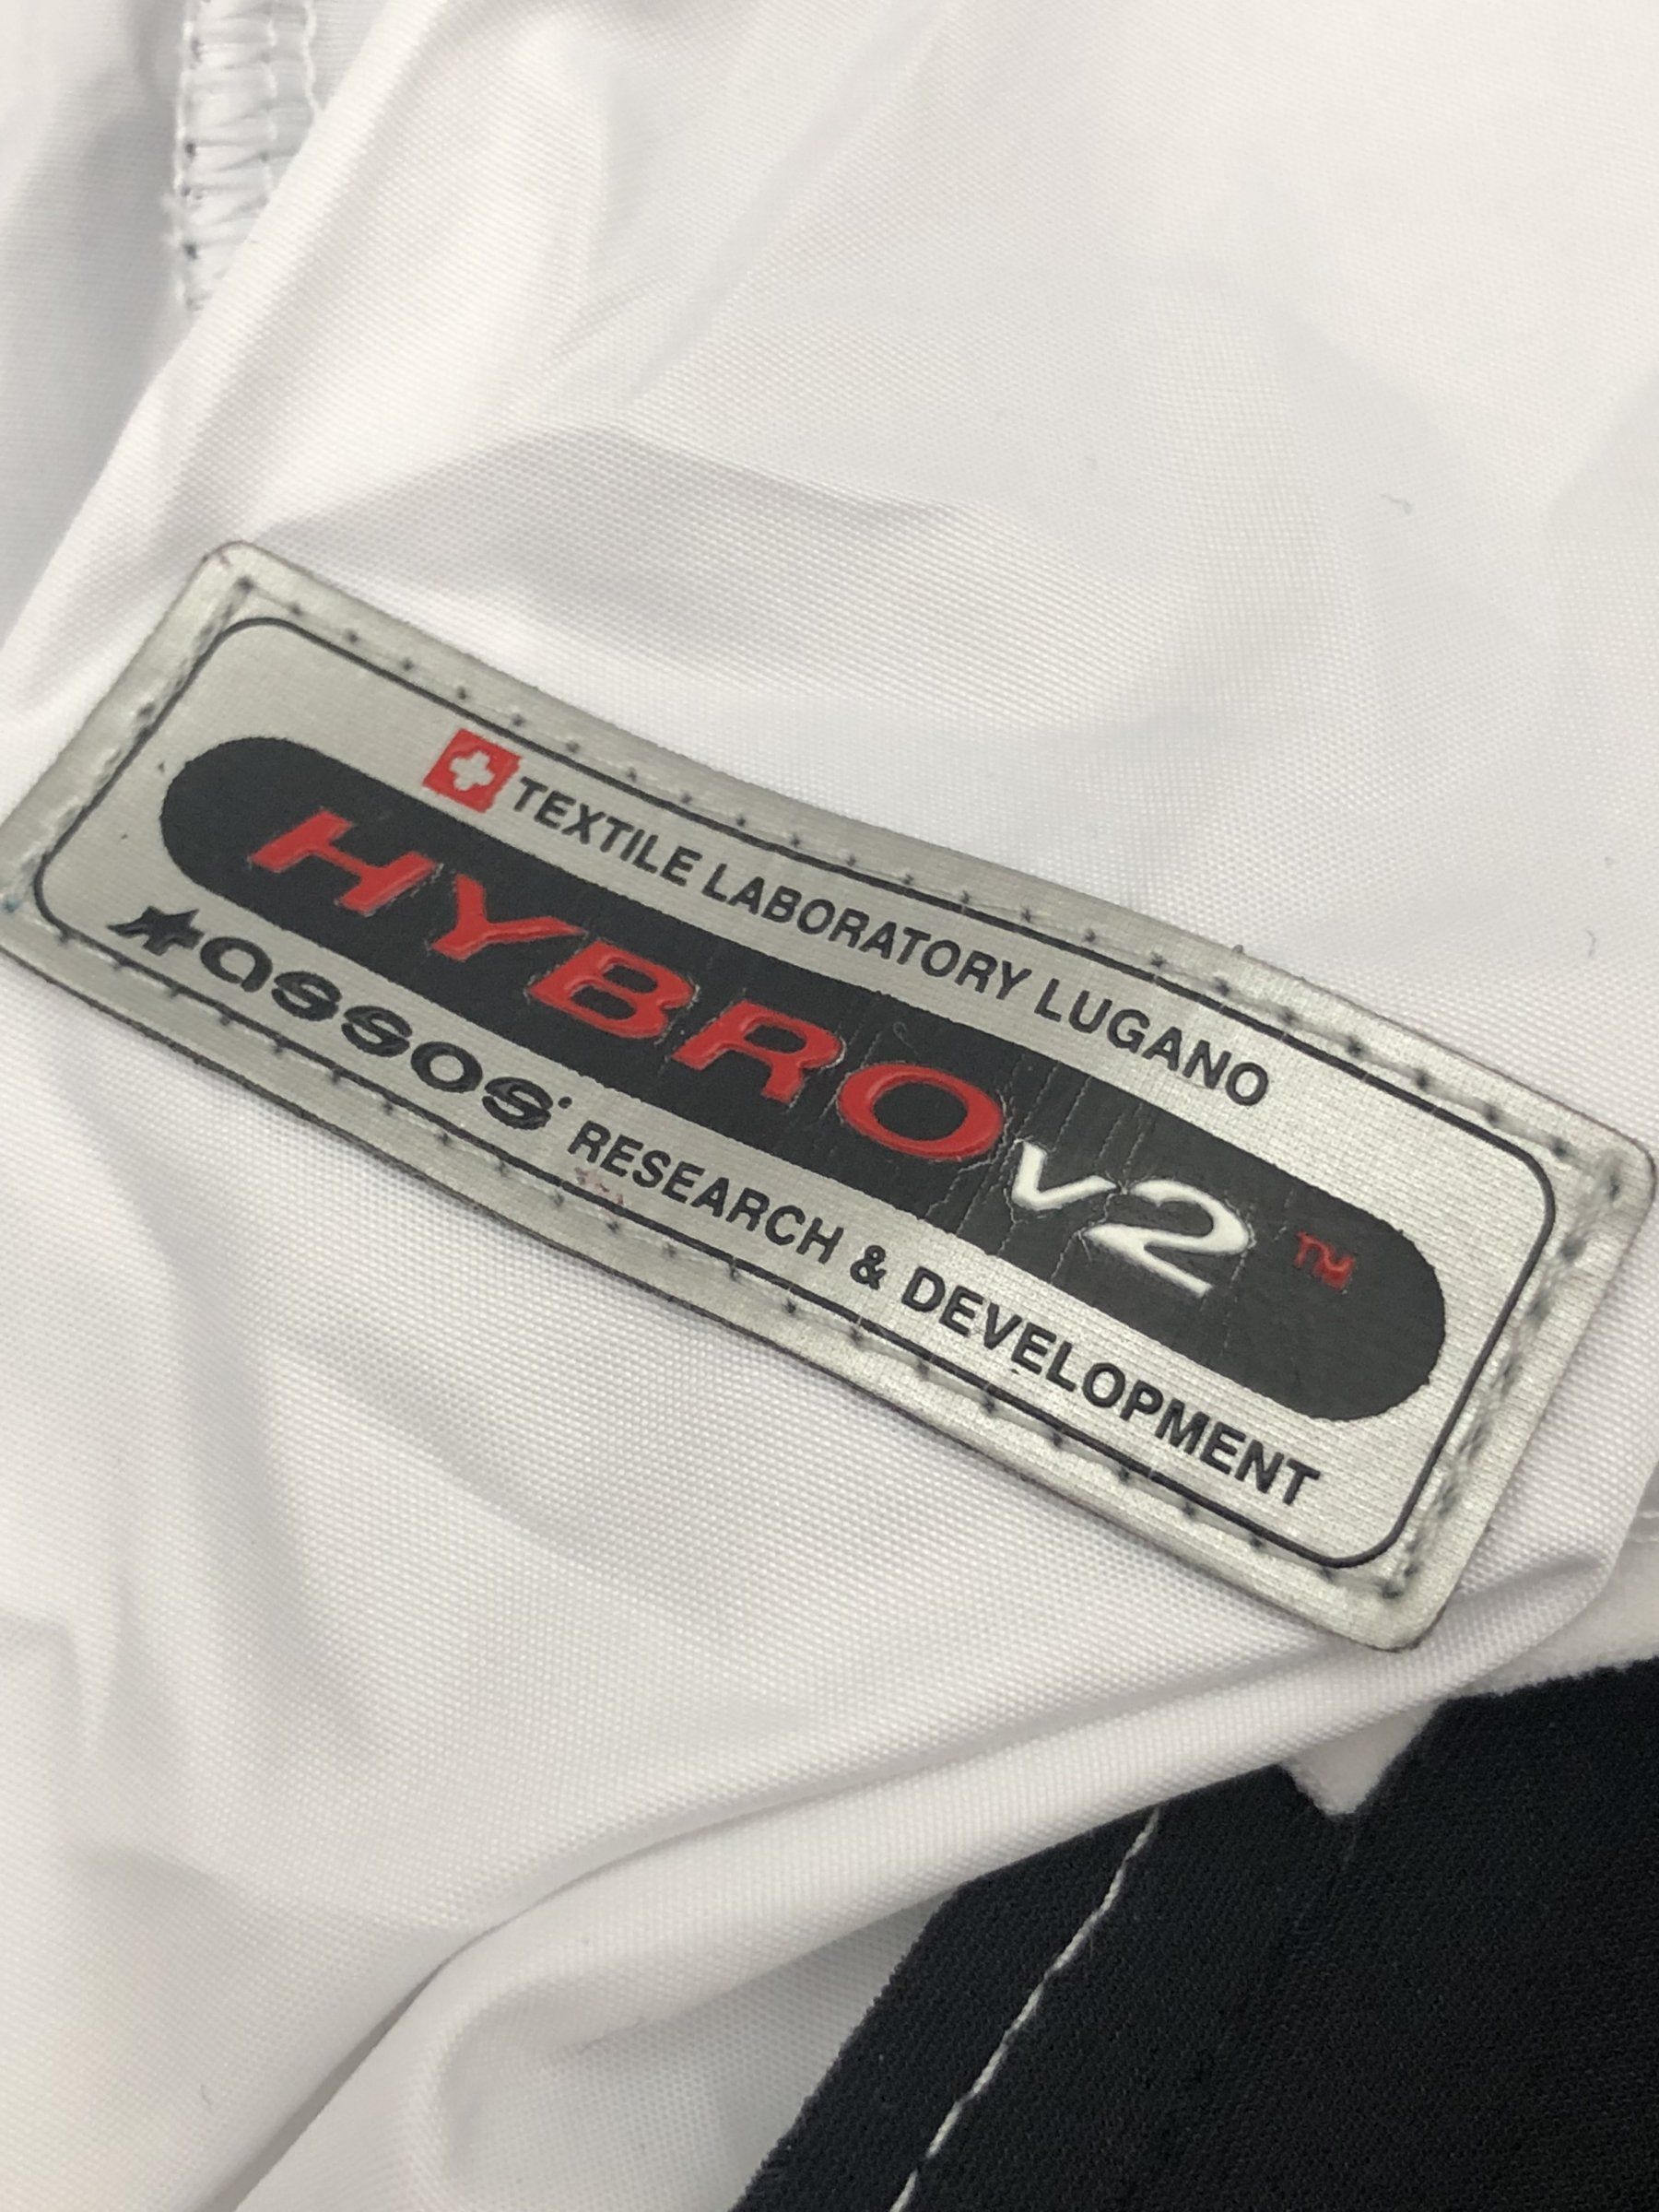 TEXTILE LABORATORY LUGANO
HYBRO v2 ™
assos RESEARCH & DEVELOPMENT